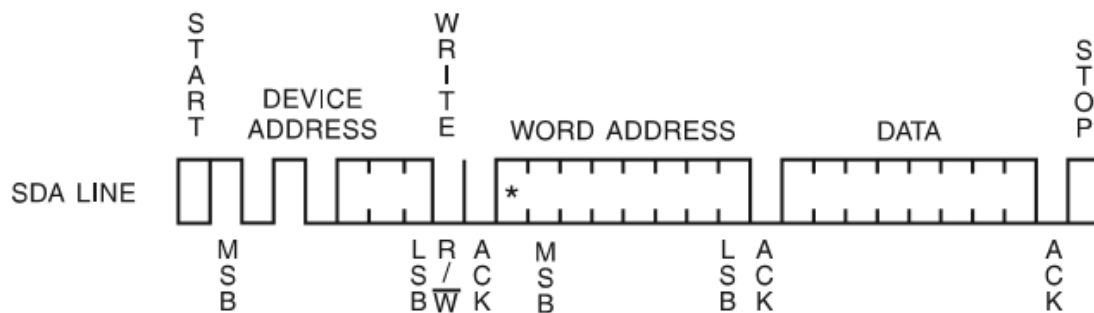 START
WRITE
STOP
DEVICE
ADDRESS
WORD ADDRESS
DATA
SDA LINE
*
MSB
LSB
R/W̅
ACK
MSB
LSB
ACK
ACK